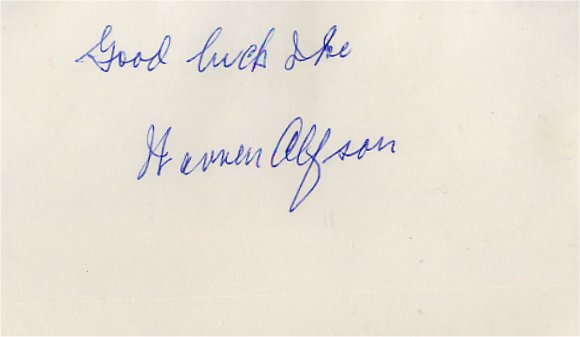 Good luck Ike
Warren Alfson